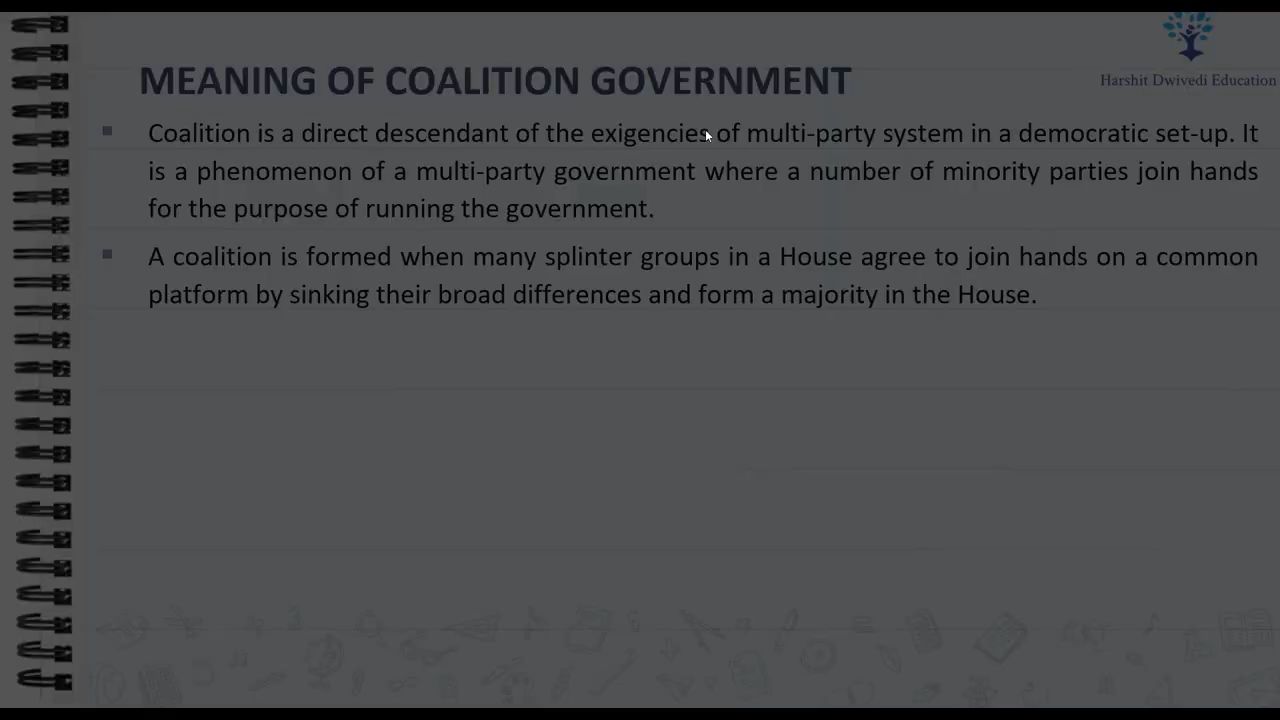 MEANING OF COALITION GOVERNMENT
Harshit Dwivedi Education
Coalition is a direct descendant of the exigencies of multi-party system in a democratic set-up. It
is a phenomenon of a multi-party government where a number of minority parties join hands
for the purpose of running the government.
A coalition is formed when many splinter groups in a House agree to join hands on a common
platform by sinking their broad differences and form a majority in the House.